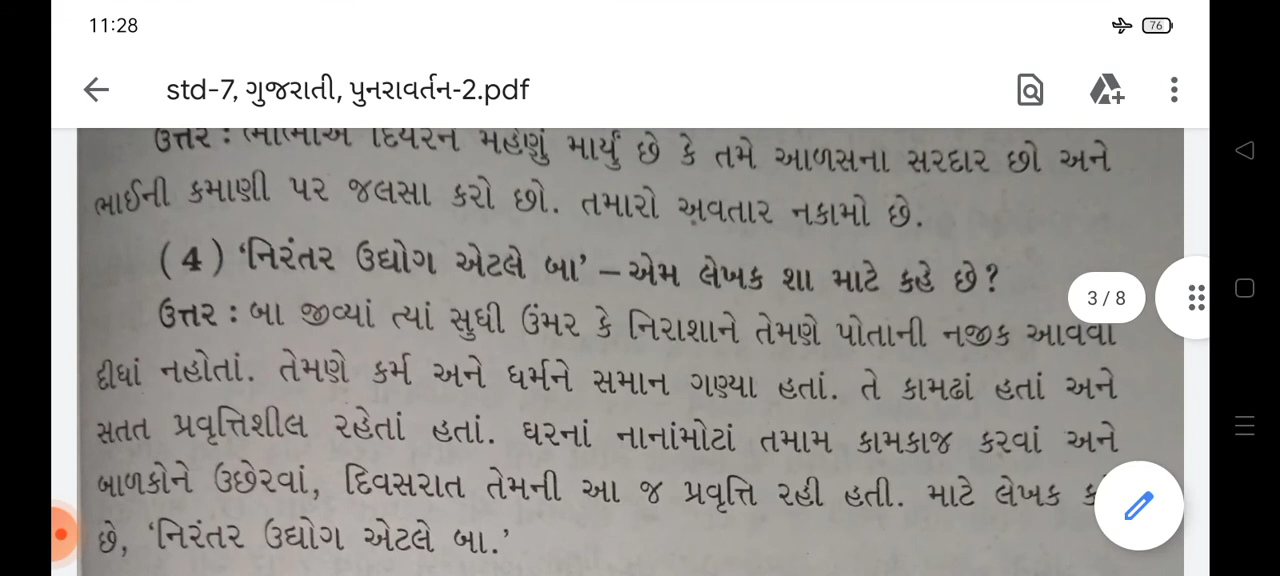 11:28
76
std-7, ગુજરાતી, પુનરાવર્તન-2.pdf
ઉત્તર : ભાભીએ દિયરને મહેણું માર્યું છે કે તમે આળસના સરદાર છો અને
ભાઈની કમાણી પર જલસા કરો છો. તમારો અવતાર નકામો છે.
(4) ‘નિરંતર ઉદ્યોગ એટલે બા’ – એમ લેખક શા માટે કહે છે?
3 / 8
ઉત્તર : બા જીવ્યાં ત્યાં સુધી ઉંમર કે નિરાશાને તેમણે પોતાની નજીક આવવા
દીધાં નહોતાં. તેમણે કર્મ અને ધર્મને સમાન ગણ્યા હતાં. તે કામઢાં હતાં અને
સતત પ્રવૃત્તિશીલ રહેતાં હતાં. ઘરનાં નાનાંમોટાં તમામ કામકાજ કરવાં અને
બાળકોને ઉછેરવાં, દિવસરાત તેમની આ જ પ્રવૃત્તિ રહી હતી. માટે લેખક
છે, ‘નિરંતર ઉદ્યોગ એટલે બા.’